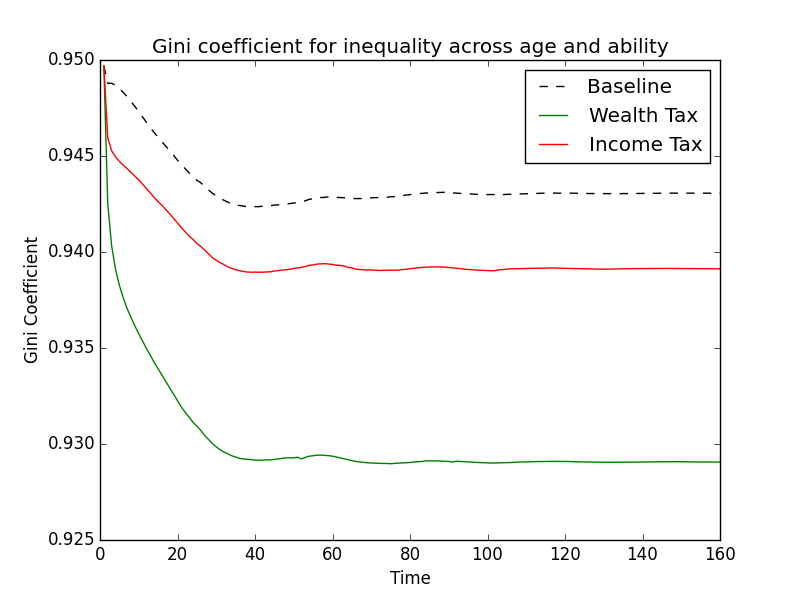 Gini coefficient for inequality across age and ability
0.950
0.945
0.940
0.935
0.930
0.925
Gini Coefficient
Baseline
Wealth Tax
Income Tax
0
20
40
60
80
100
120
140
160
Time